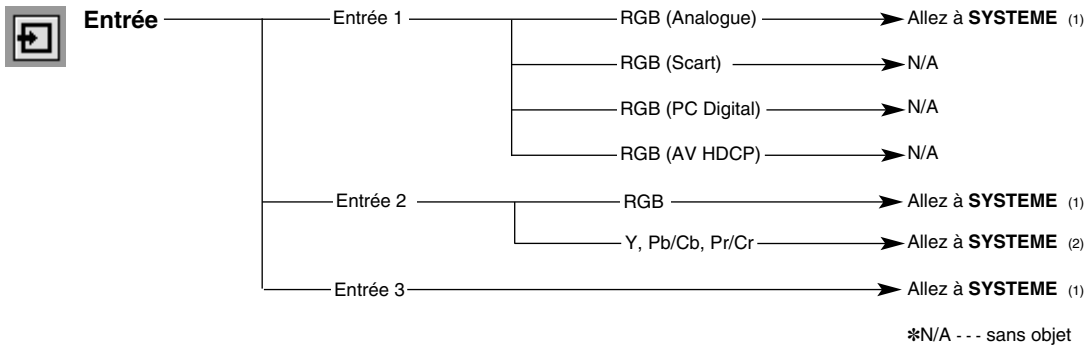 Entrée Entrée 1 RGB (Analogue) Allez à SYSTEME (1)
RGB (Scart) N/A
RGB (PC Digital) N/A
RGB (AV HDCP) N/A
Entrée 2 RGB Allez à SYSTEME (1)
Y, Pb/Cb, Pr/Cr Allez à SYSTEME (2)
Entrée 3 Allez à SYSTEME (1)
✽N/A - - - sans objet